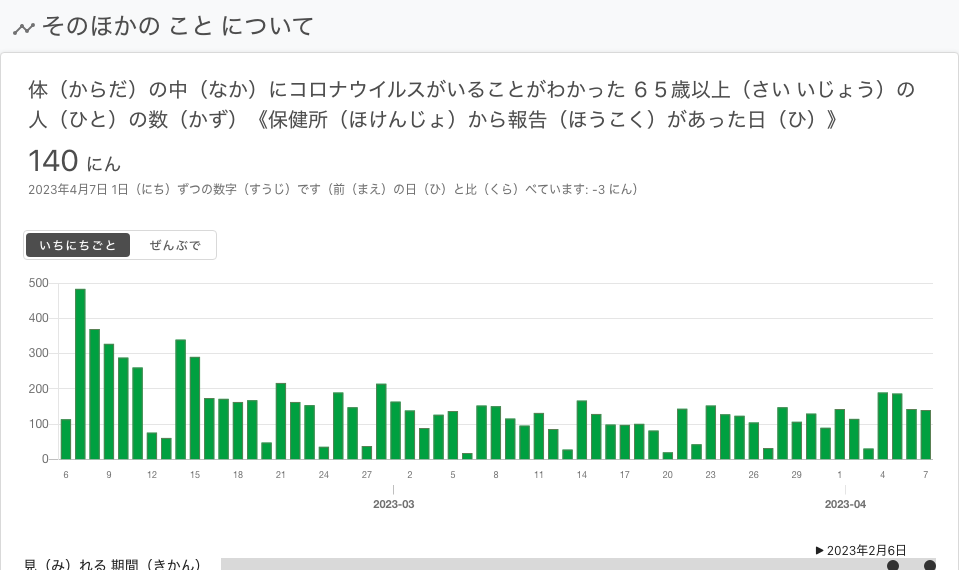 そのほかの こと について
体（からだ）の中（なか）にコロナウイルスがいることがわかった ６５歳以上（さい いじょう）の
人（ひと）の数（かず）《保健所（ほけんじょ）から報告（ほうこく）があった日（ひ）》
140 にん
2023年4月7日 1日（にち）ずつの数字（すうじ）です（前（まえ）の日（ひ）と比（くら）べています: -3 にん）
いちにちごと ぜんぶで
500
400
300
200
100
0
6 9 12 15 18 21 24 27 2 5 8 11 14 17 20 23 26 29 1 4 7
2023-03 2023-04
▶ 2023年2月6日
見（み）れる 期間（きかん）